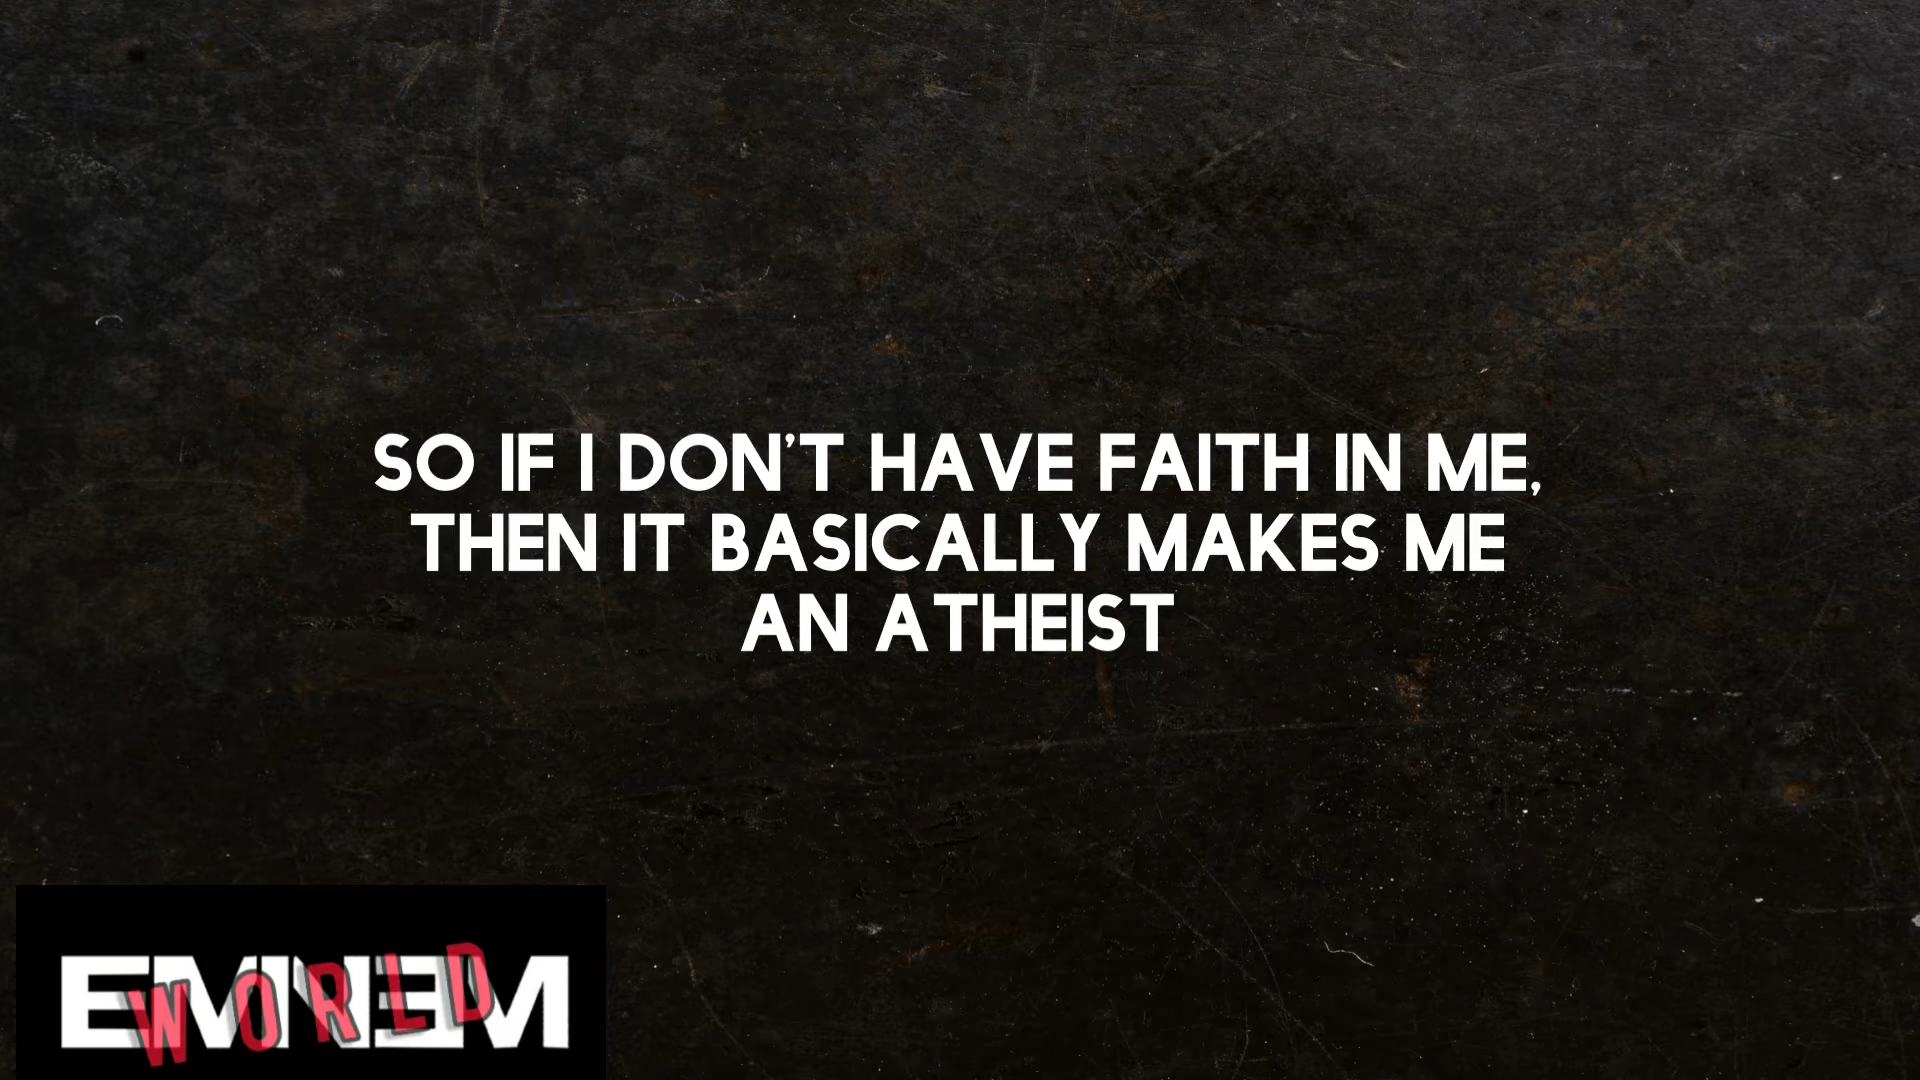 SO IF I DON'T HAVE FAITH IN ME,
THEN IT BASICALLY MAKES ME
AN ATHEIST
EMINEM
WORLD